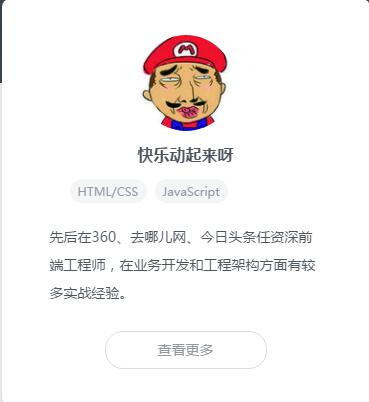 快乐动起来呀
HTML/CSS JavaScript
先后在360、去哪儿网、今日头条任资深前
端工程师，在业务开发和工程架构方面有较
多实战经验。
查看更多